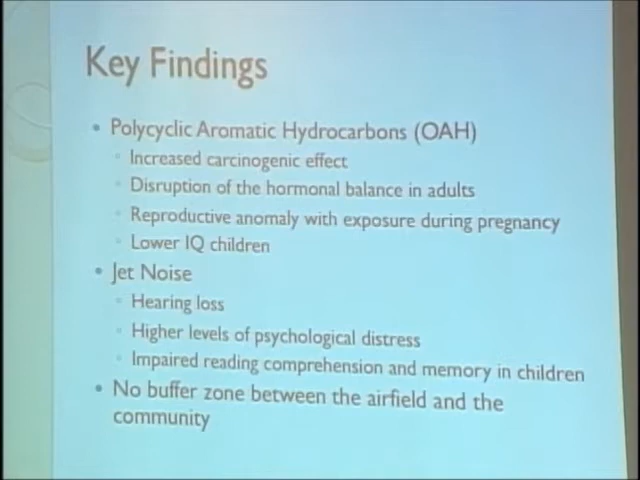 Key Findings
• Polycyclic Aromatic Hydrocarbons (OAH)
◦ Increased carcinogenic effect
◦ Disruption of the hormonal balance in adults
◦ Reproductive anomaly with exposure during pregnancy
◦ Lower IQ children
• Jet Noise
◦ Hearing loss
◦ Higher levels of psychological distress
◦ Impaired reading comprehension and memory in children
• No buffer zone between the airfield and the
community